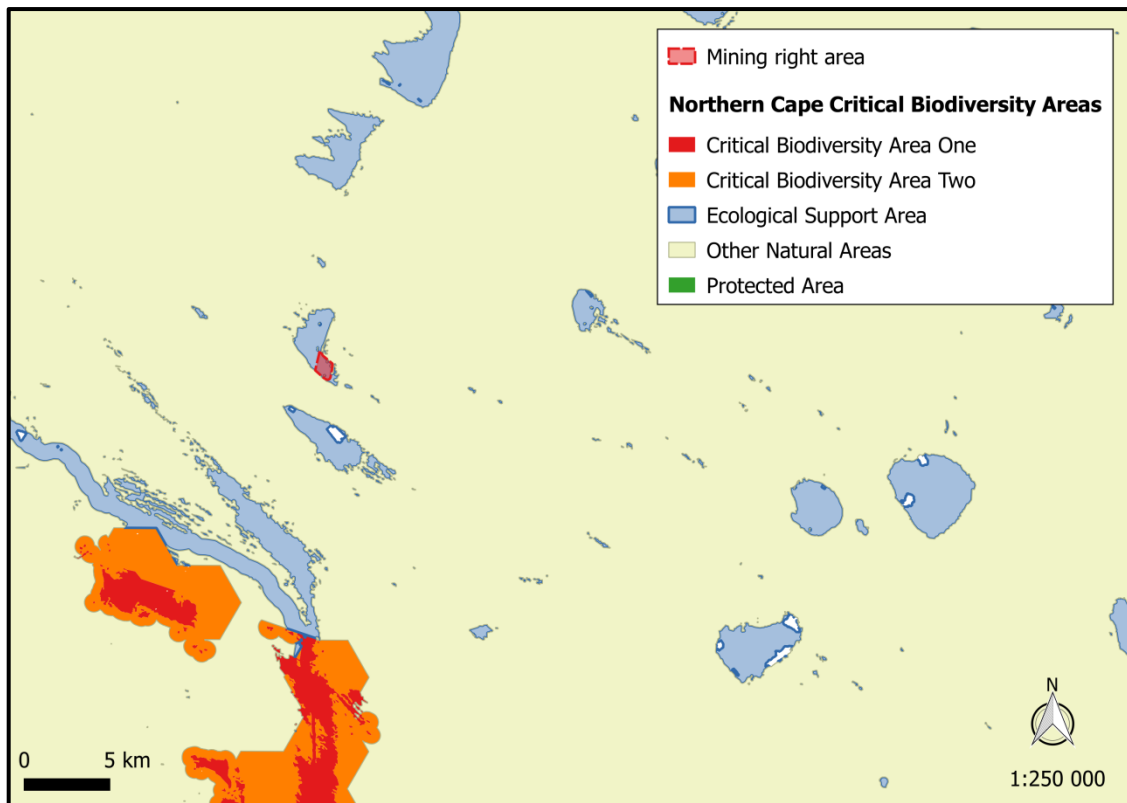 Mining right area
Northern Cape Critical Biodiversity Areas
Critical Biodiversity Area One
Critical Biodiversity Area Two
Ecological Support Area
Other Natural Areas
Protected Area
N
0 5 km
1:250 000